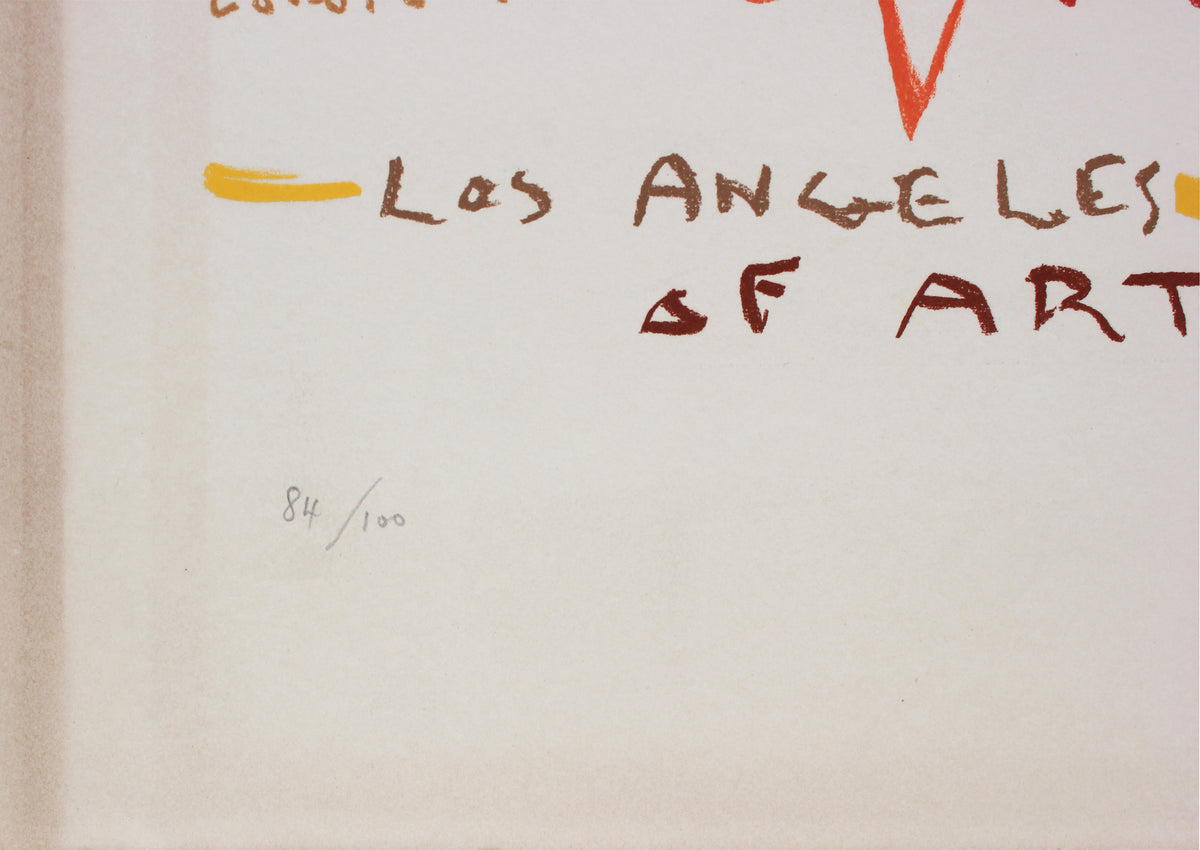 Los ANGELES
OF ART
84/100